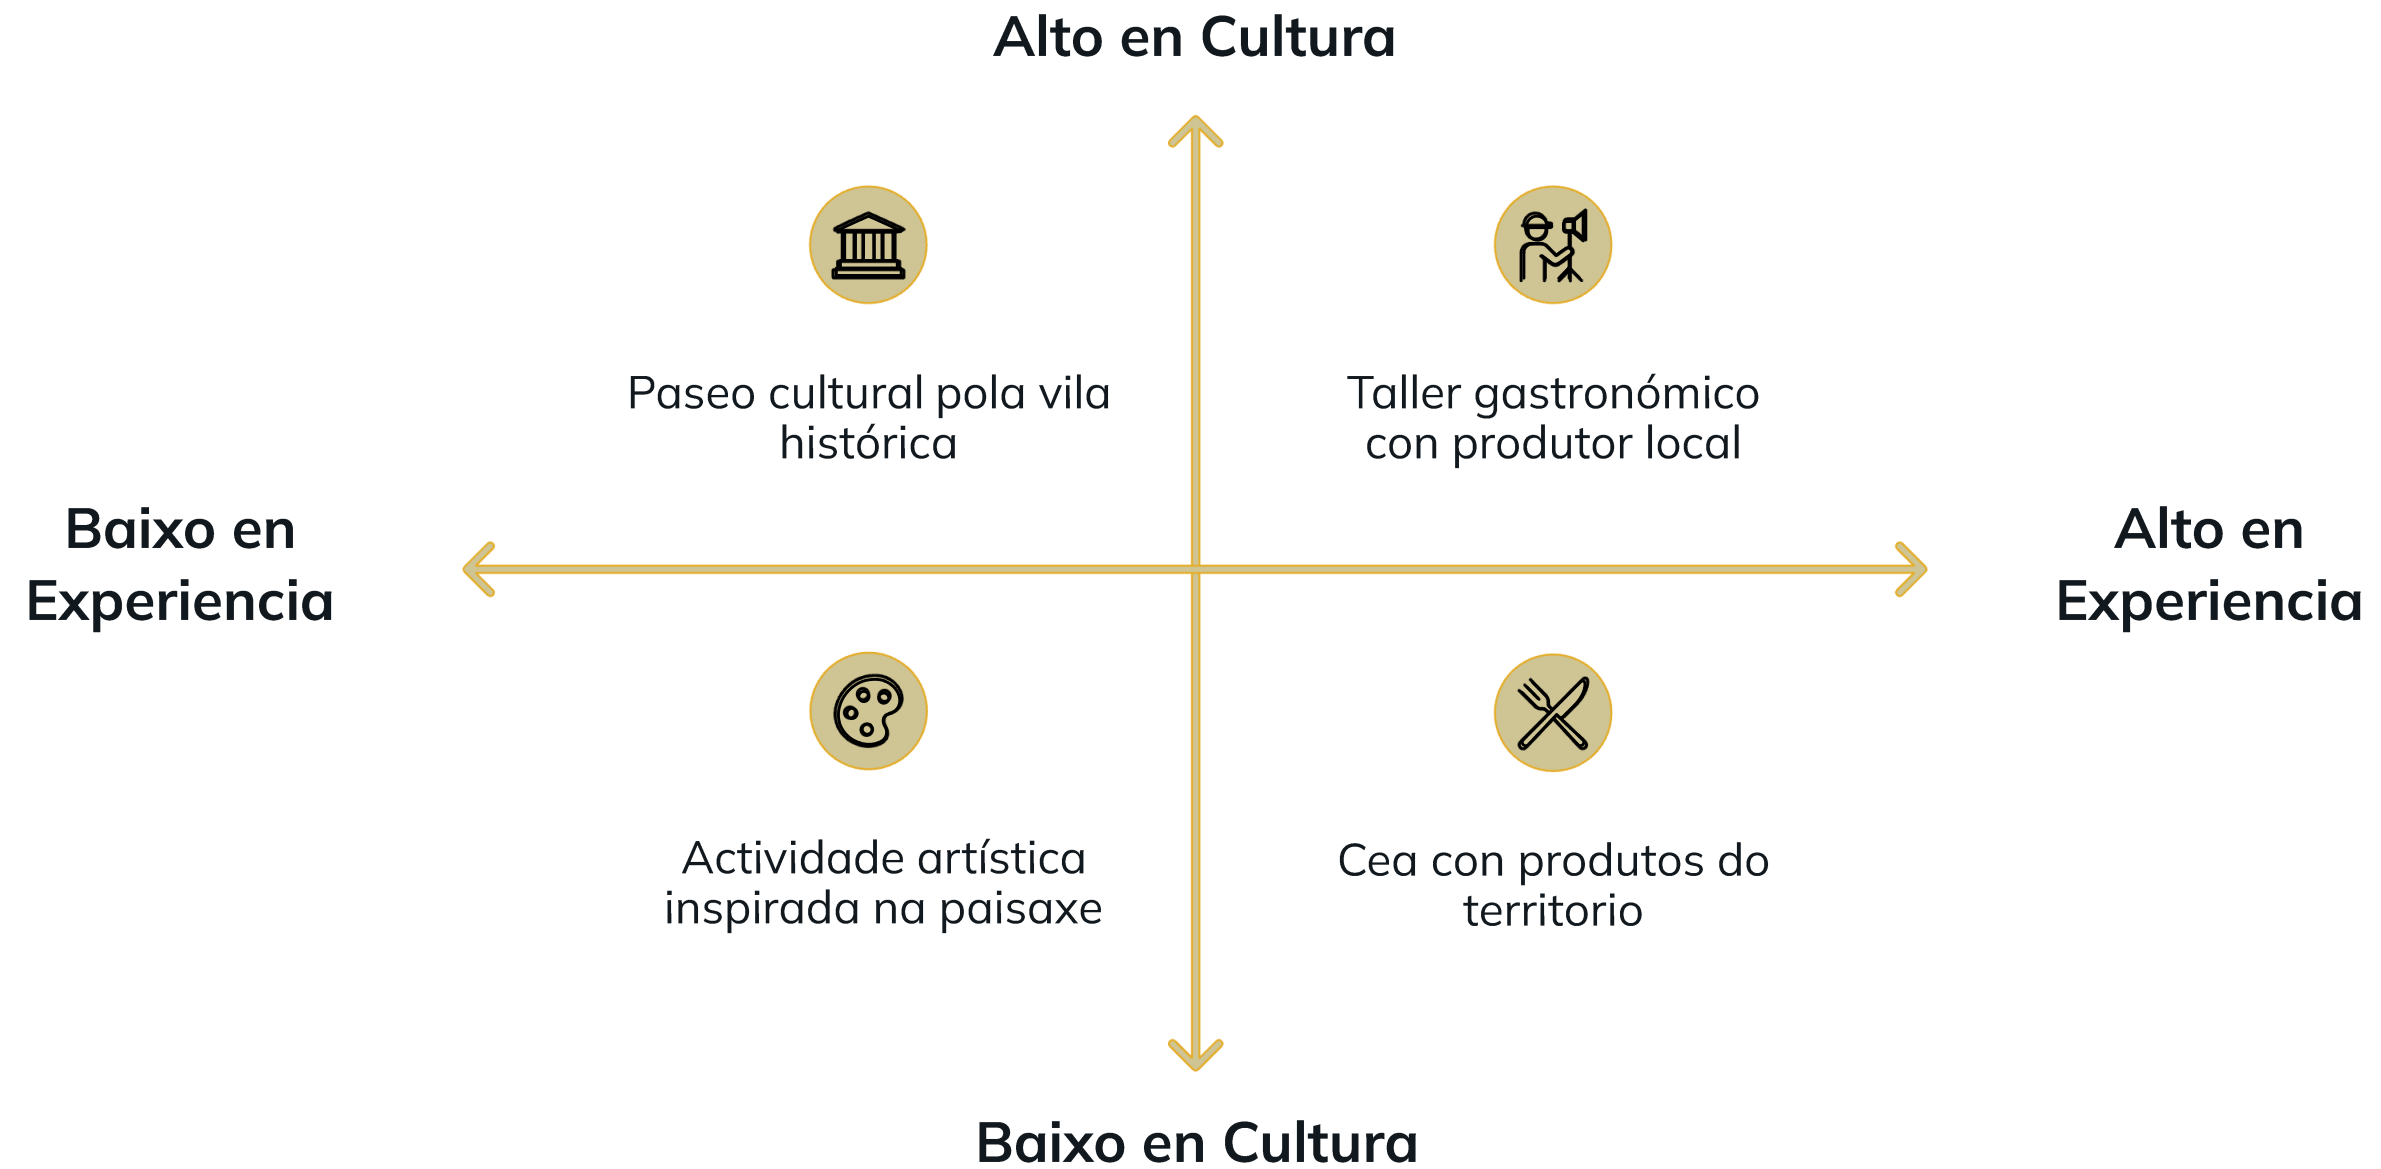 Alto en Cultura
Paseo cultural pola vila
histórica
Taller gastronómico
con produtor local
Baixo en
Experiencia
Alto en
Experiencia
Actividade artística
inspirada na paisaxe
Cea con produtos do
territorio
Baixo en Cultura